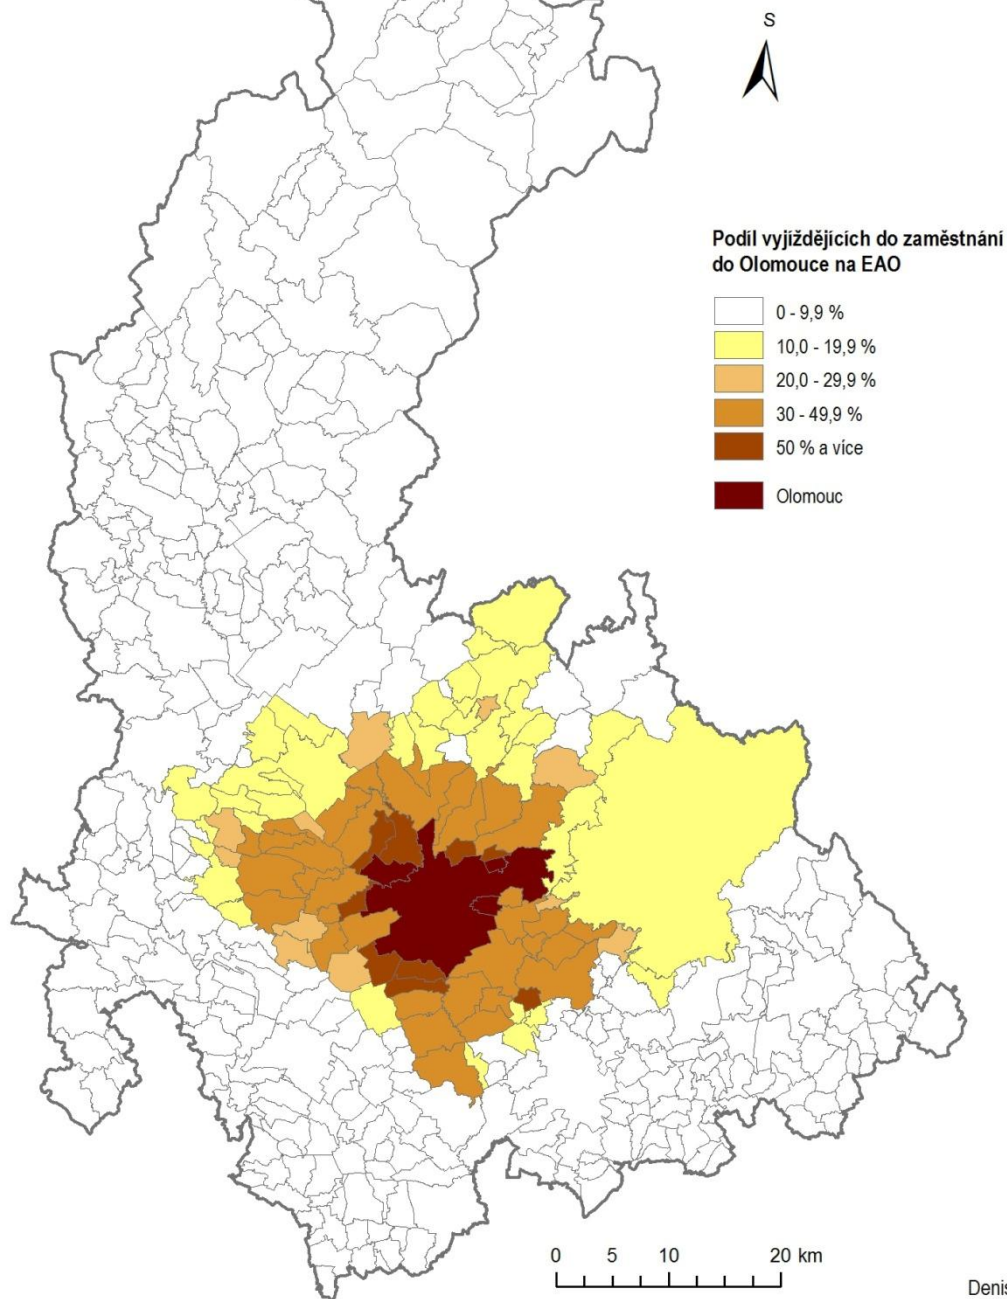 S
Podíl vyjíždějících do zaměstnání
do Olomouce na EAO
0 - 9,9 %
10,0 - 19,9 %
20,0 - 29,9 %
30 - 49,9 %
50 % a více
Olomouc
0 5 10 20 km
Denis